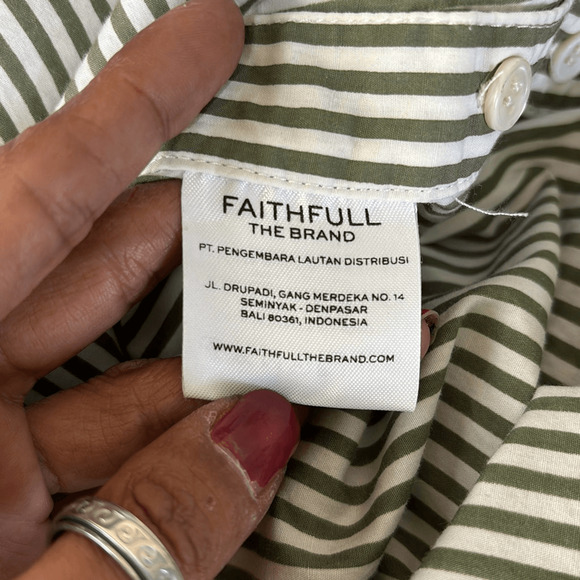 FAITHFULL
THE BRAND
PT. PENGEMBARA LAUTAN DISTRIBUSI
JL. DRUPADI, GANG MERDEKA NO. 14
SEMINYAK - DENPASAR
BALI 80361, INDONESIA
WWW.FAITHFULLTHEBRAND.COM